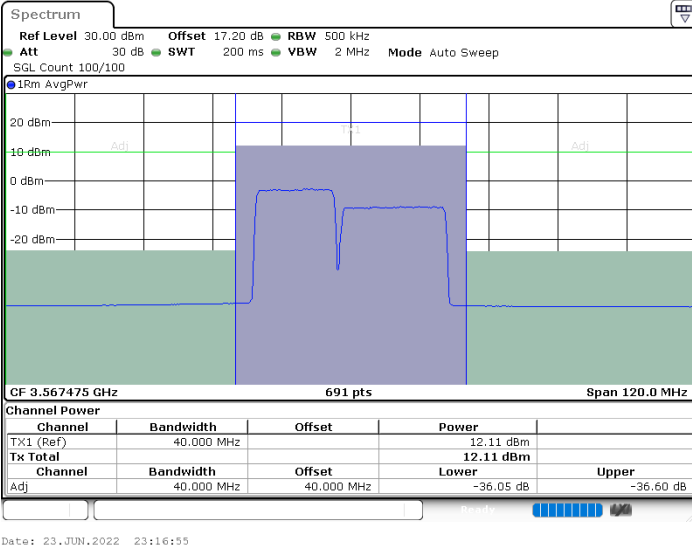 Spectrum
Ref Level 30.00 dBm Offset 17.20 dB RBW 500 kHz
Att 30 dB SWT 200 ms VBW 2 MHz Mode Auto Sweep
SGL Count 100/100
1Rm AvgPwr
20 dBm
TX1
Adj Adj
10 dBm
0 dBm
-10 dBm
-20 dBm
CF 3.567475 GHz 691 pts Span 120.0 MHz
Channel Power
Channel Bandwidth Offset Power
TX1 (Ref) 40.000 MHz 12.11 dBm
Tx Total 12.11 dBm
Channel Bandwidth Offset Lower Upper
Adj 40.000 MHz 40.000 MHz -36.05 dB -36.60 dB
Ready
Date: 23.JUN.2022 23:16:55